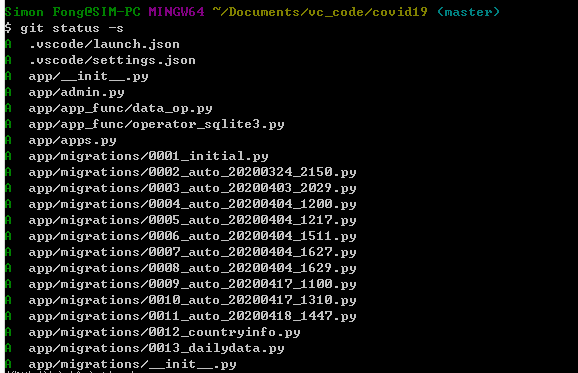 Simon Fong@SIM-PC MINGW64 ~/Documents/vc_code/covid19 (master)
$ git status -s
A  .vscode/launch.json
A  .vscode/settings.json
A  app/__init__.py
A  app/admin.py
A  app/app_func/data_op.py
A  app/app_func/operator_sqlite3.py
A  app/apps.py
A  app/migrations/0001_initial.py
A  app/migrations/0002_auto_20200324_2150.py
A  app/migrations/0003_auto_20200403_2029.py
A  app/migrations/0004_auto_20200404_1200.py
A  app/migrations/0005_auto_20200404_1217.py
A  app/migrations/0006_auto_20200404_1511.py
A  app/migrations/0007_auto_20200404_1627.py
A  app/migrations/0008_auto_20200404_1629.py
A  app/migrations/0009_auto_20200417_1100.py
A  app/migrations/0010_auto_20200417_1310.py
A  app/migrations/0011_auto_20200418_1447.py
A  app/migrations/0012_countryinfo.py
A  app/migrations/0013_dailydata.py
A  app/migrations/__init__.py